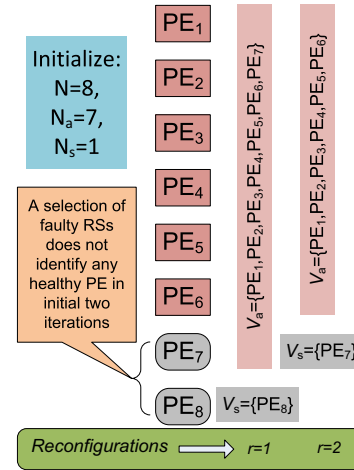 Initialize:
N=8,
Nₐ=7,
Nₛ=1
A selection of
faulty RSs
does not
identify any
healthy PE in
initial two
iterations
PE₁
PE₂
PE₃
PE₄
PE₅
PE₆
PE₇
PE₈
Vₐ={PE₁,PE₂,PE₃,PE₄,PE₅,PE₆,PE₇}
Vₐ={PE₁,PE₂,PE₃,PE₄,PE₅,PE₆}
Vₛ={PE₇}
Vₛ={PE₈}
Reconfigurations r=1 r=2